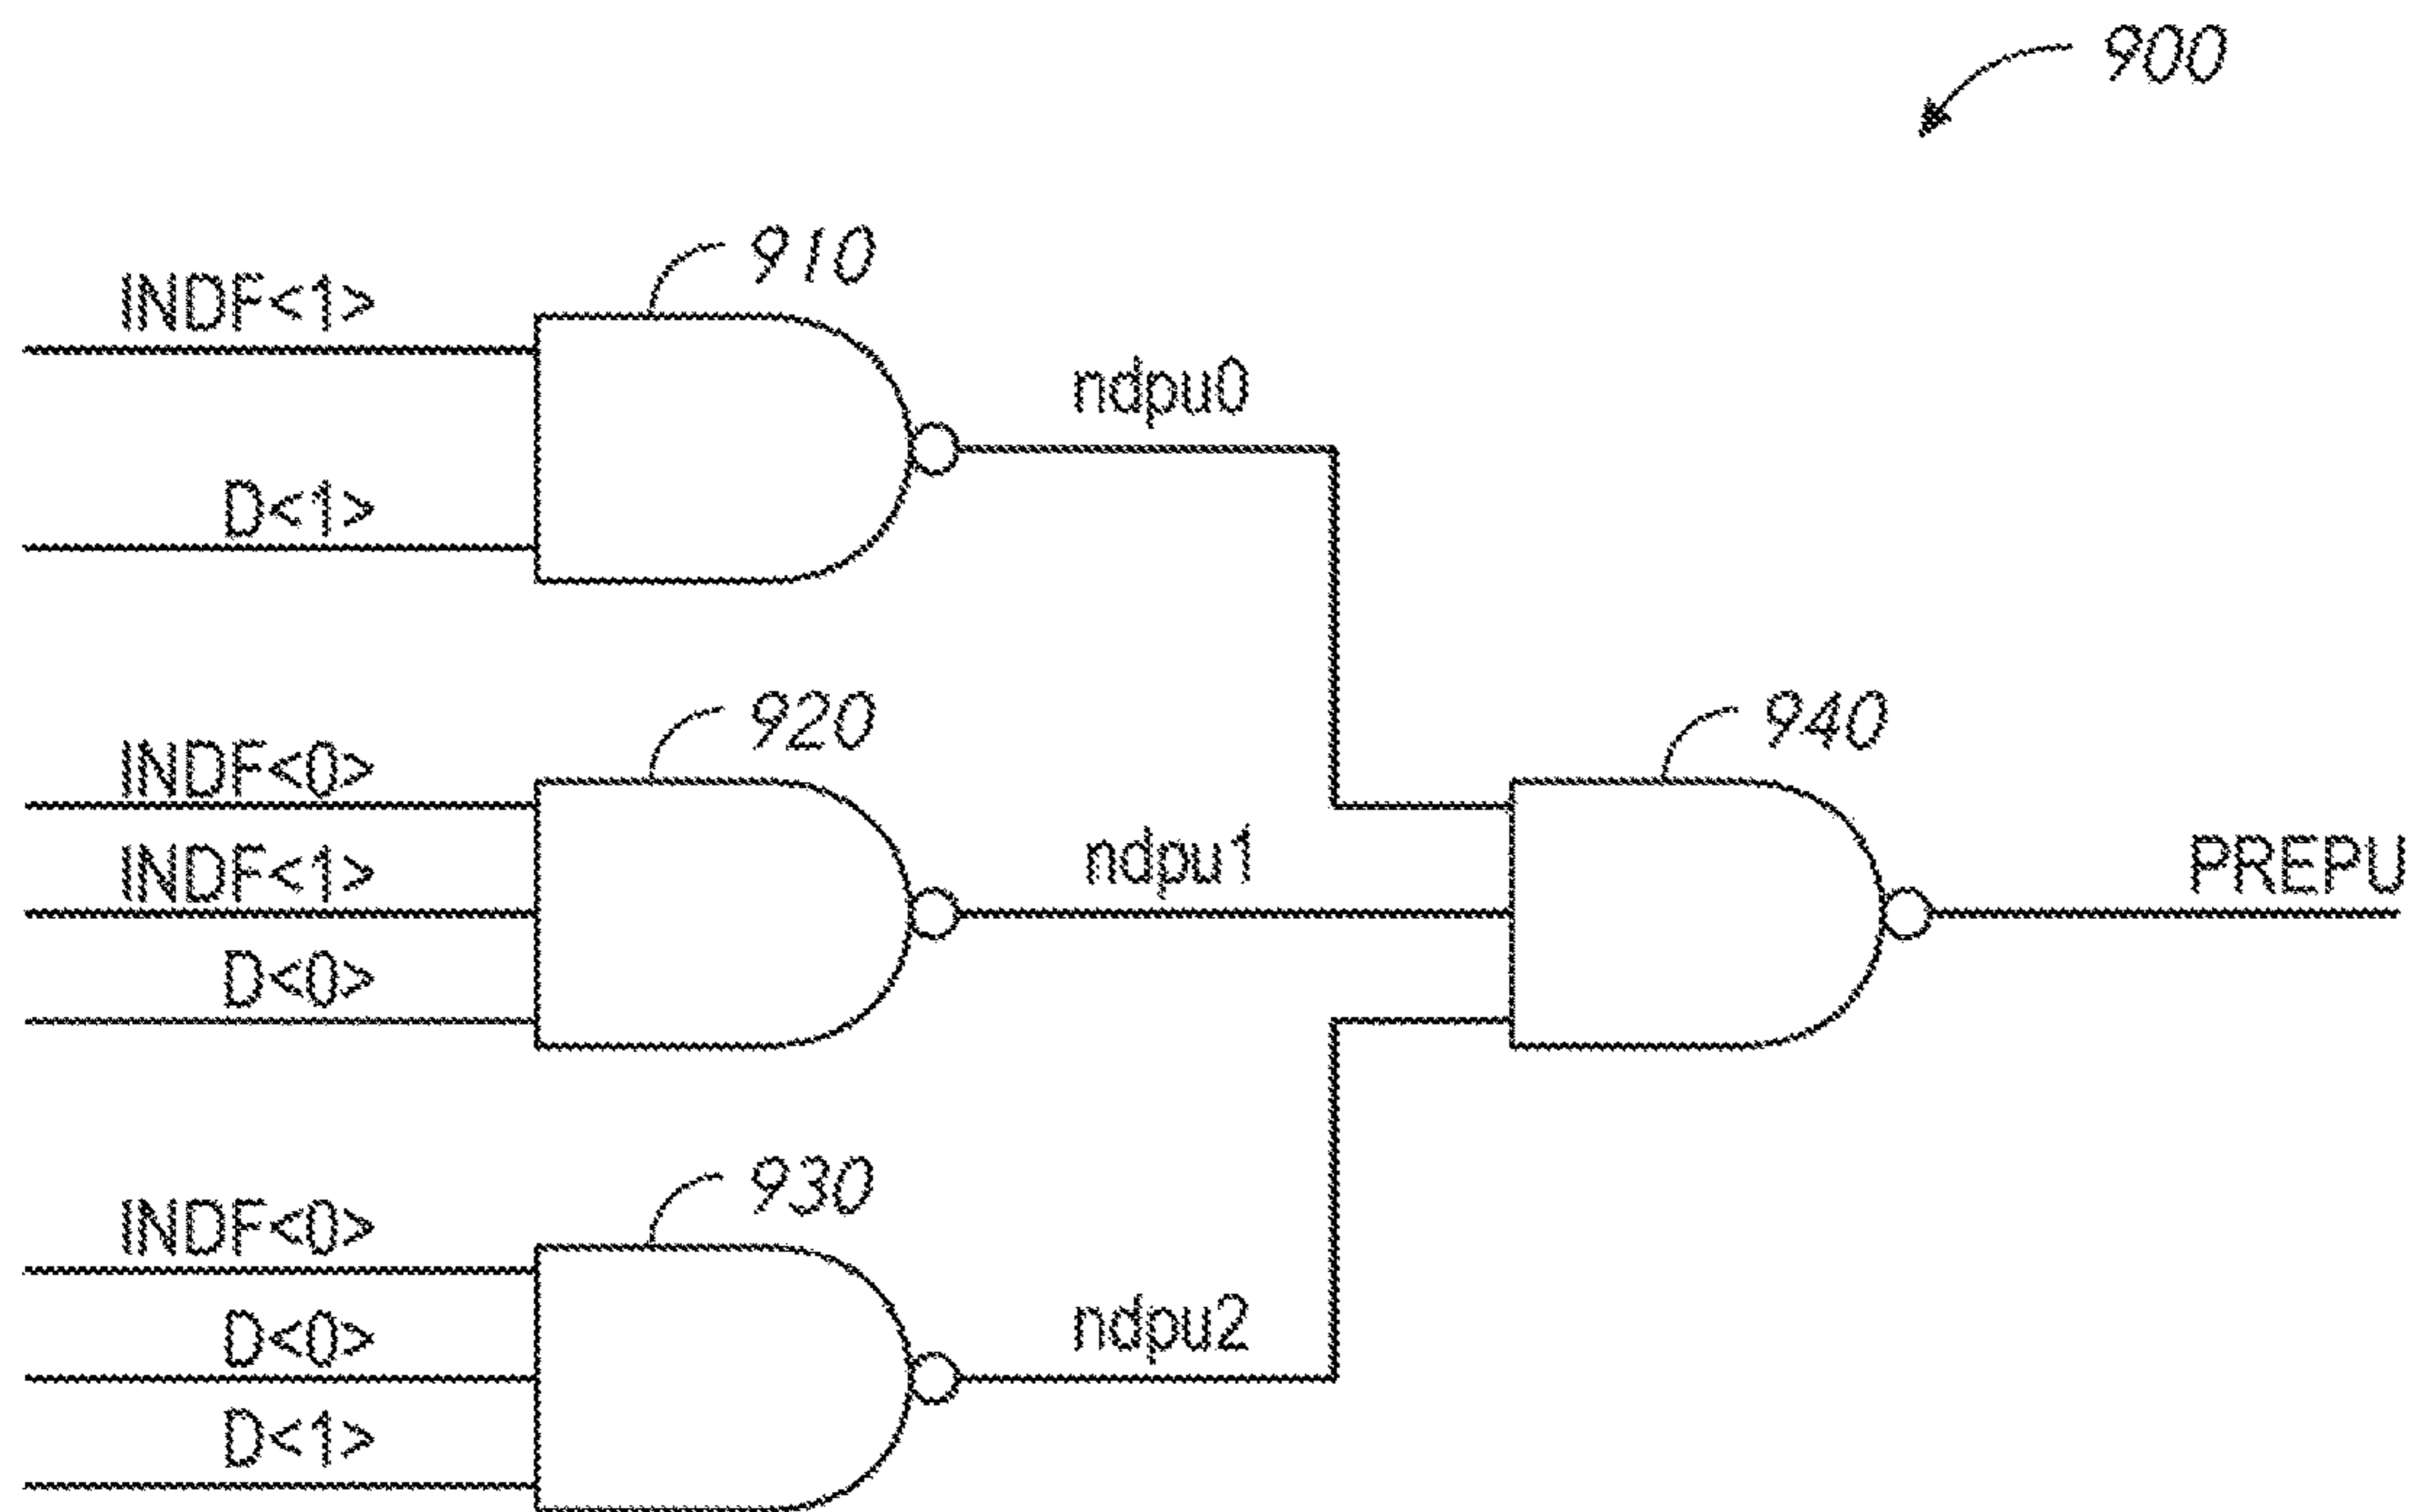 900
910
INDF<1>
ndpu0
D<1>
920
940
INDF<0>
INDF<1>
ndpu1
PREPU
D<0>
930
INDF<0>
D<0>
ndpu2
D<1>